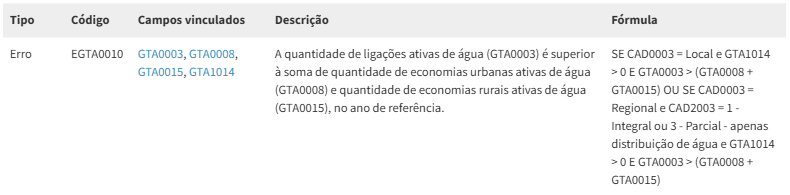 Tipo Código Campos vinculados Descrição Fórmula
Erro EGTA0010 GTA0003, GTA0008, A quantidade de ligações ativas de água (GTA0003) é superior SE CAD0003 = Local e GTA1014
GTA0015, GTA1014 à soma de quantidade de economias urbanas ativas de água > 0 E GTA0003 > (GTA0008 +
(GTA0008) e quantidade de economias rurais ativas de água GTA0015) OU SE CAD0003 =
(GTA0015), no ano de referência. Regional e CAD2003 = 1 -
Integral ou 3 - Parcial - apenas
distribuição de água e GTA1014
> 0 E GTA0003 > (GTA0008 +
GTA0015)